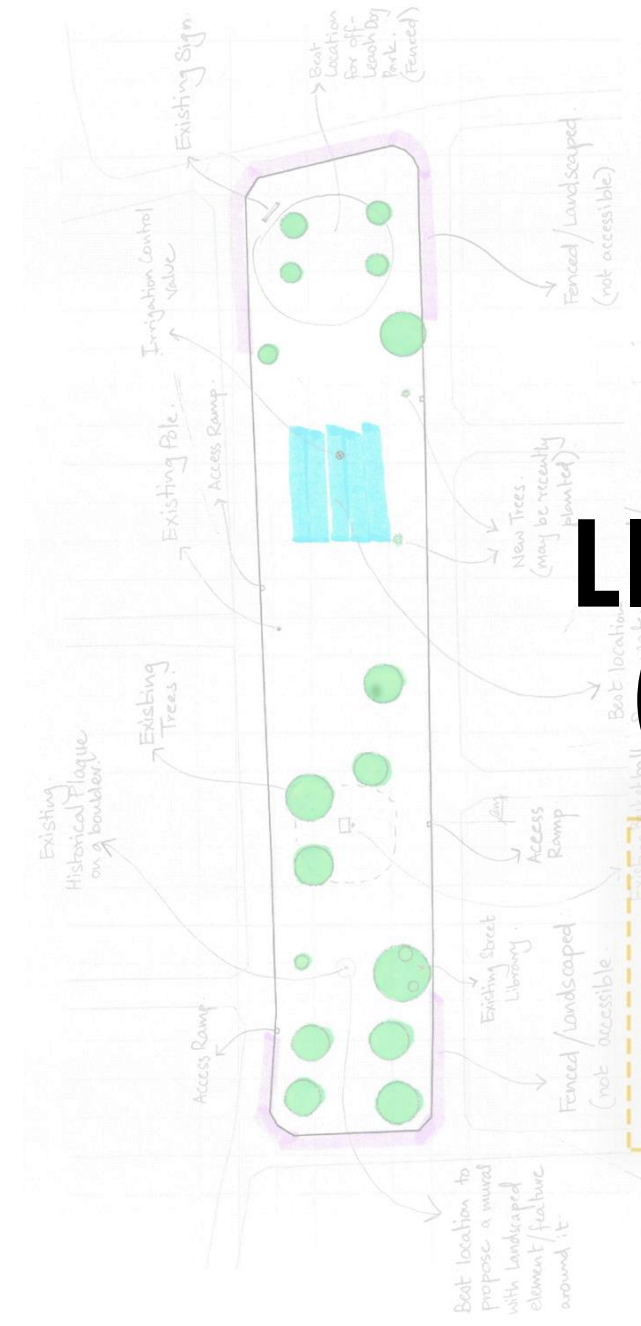 Existing Sign.
Best
Location
for off-
Leash Dog
Park.
(Fenced)
Irrigation Control
Valve
Fenced / Landscaped.
(not accessible)
Existing Pole.
Access Ramp.
New Trees.
(may be recently
planted)
Existing
Trees.
Best location
Existing
Historical Plaque
on a boulder.
Access
Ramp
Existing Street
Library.
Access Ramp.
Fenced / Landscaped
(not accessible.
Best location to
propose a mural
with Landscaped
element/feature
around it.